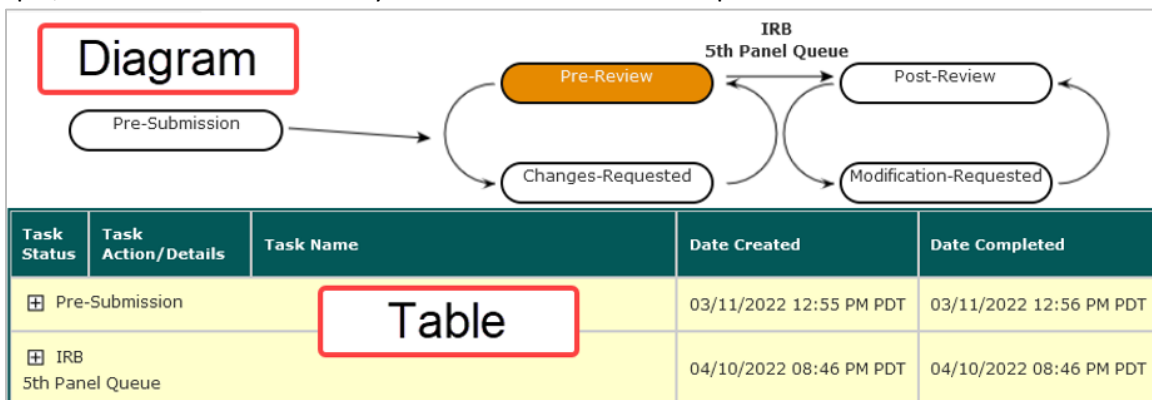 IRB
5th Panel Queue
Diagram
Pre-Review
Post-Review
Pre-Submission
Changes-Requested
Modification-Requested
Task Status
Task Action/Details
Task Name
Date Created
Date Completed
Pre-Submission
03/11/2022 12:55 PM PDT
03/11/2022 12:56 PM PDT
Table
IRB
5th Panel Queue
04/10/2022 08:46 PM PDT
04/10/2022 08:46 PM PDT